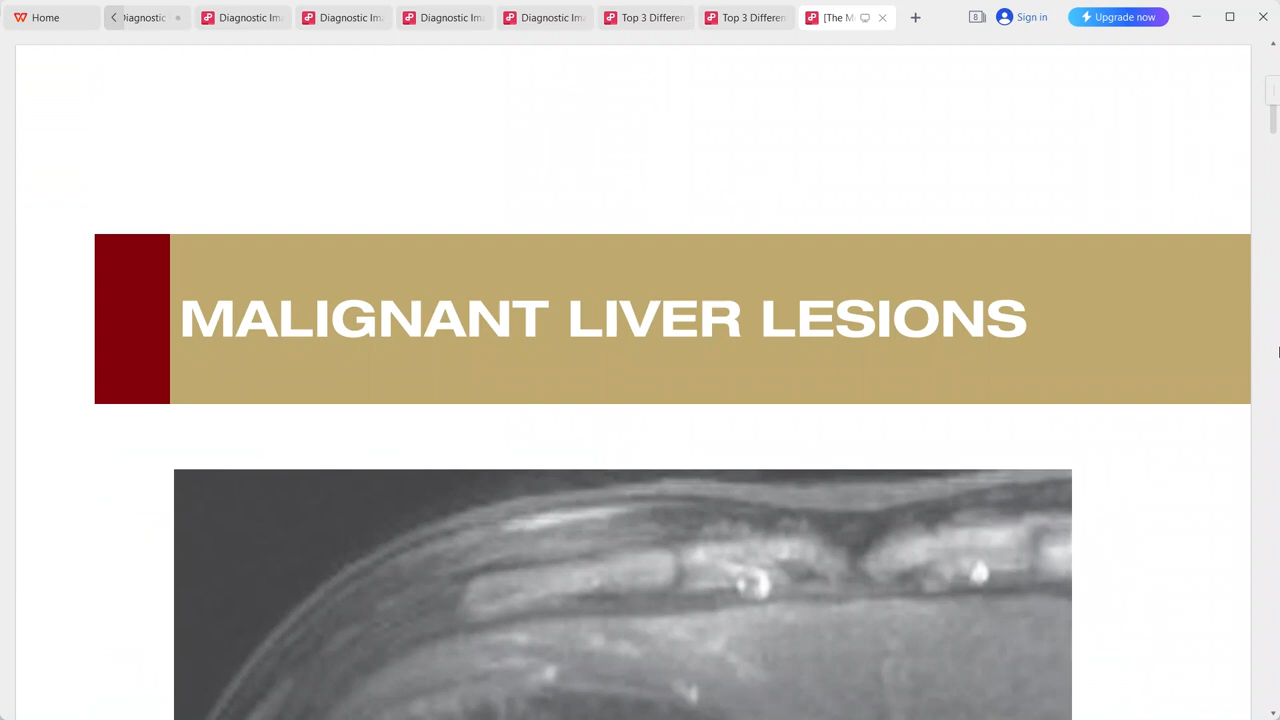 Home
Diagnostic
Diagnostic Im
Diagnostic Im
Diagnostic Im
Diagnostic Im
Top 3 Differen
Top 3 Differen
[The M
8
Sign in
Upgrade now
MALIGNANT LIVER LESIONS